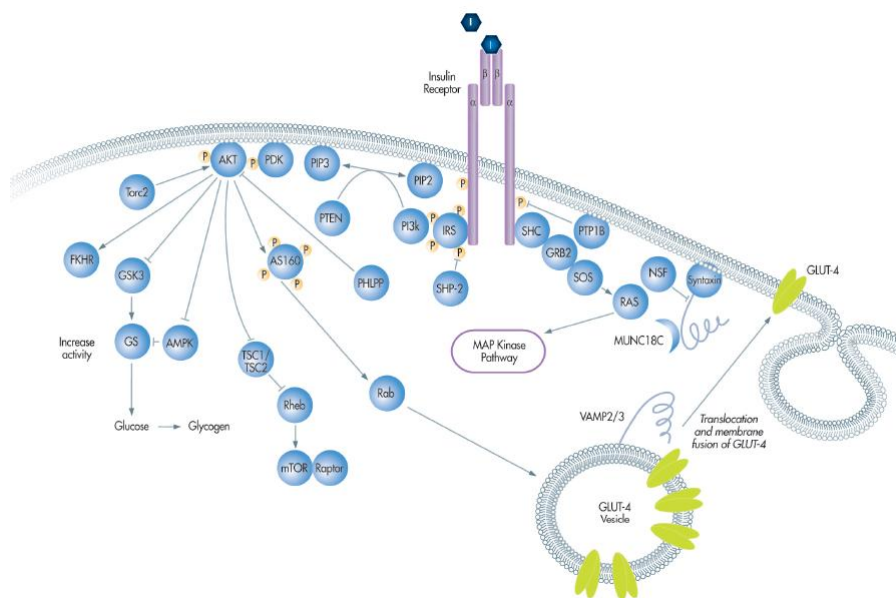 I
I
Insulin
Receptor
β
β
α
α
P
AKT
P
PDK
PIP3
PIP2
P
Torc2
PTEN
PI3k
P
P
IRS
P
P
P
SHC
PTP1B
GRB2
SOS
RAS
NSF
Syntaxin
GLUT-4
FKHR
GSK3
P
P
AS160
P
P
PHLPP
SHP-2
MUNC18C
MAP Kinase
Pathway
Increase
activity
GS
AMPK
TSC1/
TSC2
Rheb
Rab
Glucose
Glycogen
mTOR
Raptor
VAMP2/3
Translocation
and membrane
fusion of GLUT-4
GLUT-4
Vesicle